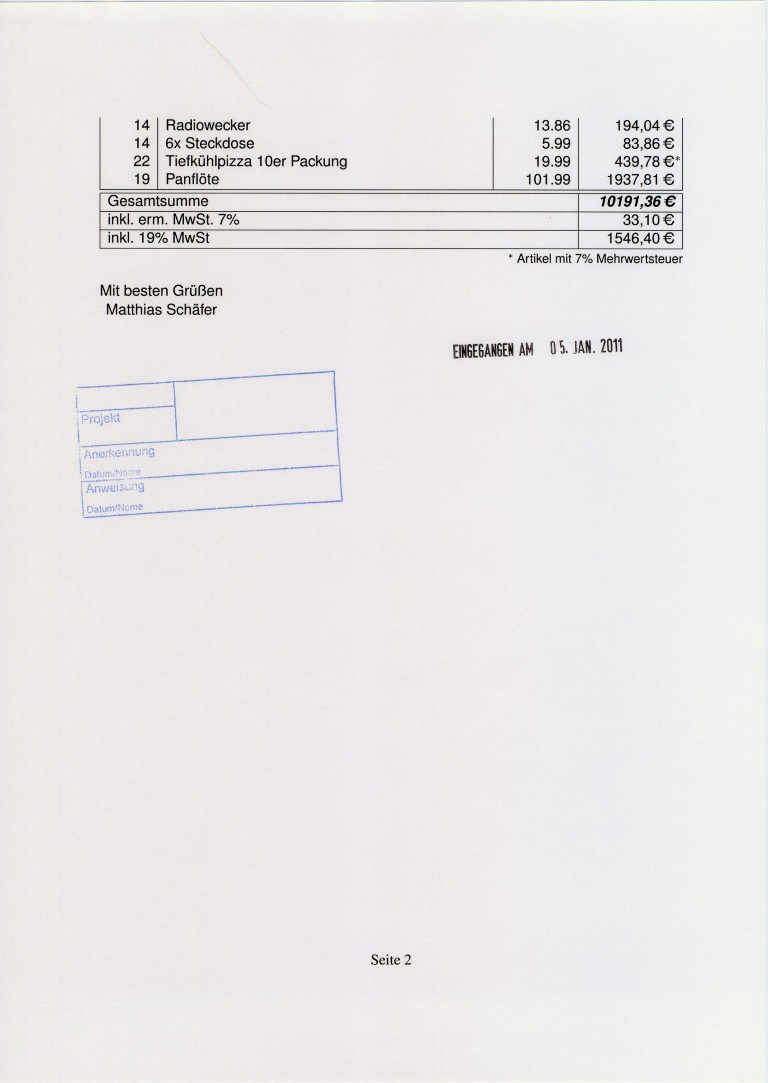 14 Radiowecker 13.86 194,04 €
14 6x Steckdose 5.99 83,86 €
22 Tiefkühlpizza 10er Packung 19.99 439,78 €*
19 Panflöte 101.99 1937,81 €
Gesamtsumme 10191,36 €
inkl. erm. MwSt. 7% 33,10 €
inkl. 19% MwSt 1546,40 €
* Artikel mit 7% Mehrwertsteuer
Mit besten Grüßen
Matthias Schäfer
EINGEGANGEN AM 05. JAN. 2011
Projekt
Anerkennung
Datum/Name
Anweisung
Datum/Name
Seite 2